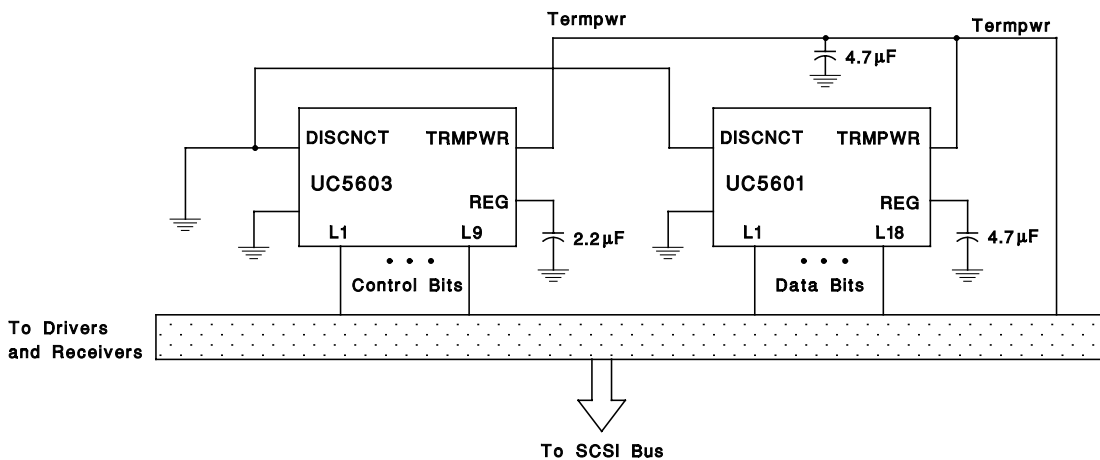 Termpwr
Termpwr
4.7µF
DISCNCT TRMPWR
UC5603
REG
L1 L9
2.2µF
DISCNCT TRMPWR
UC5601
REG
L1 L18
4.7µF
• • •
Control Bits
• • •
Data Bits
To Drivers
and Receivers
To SCSI Bus